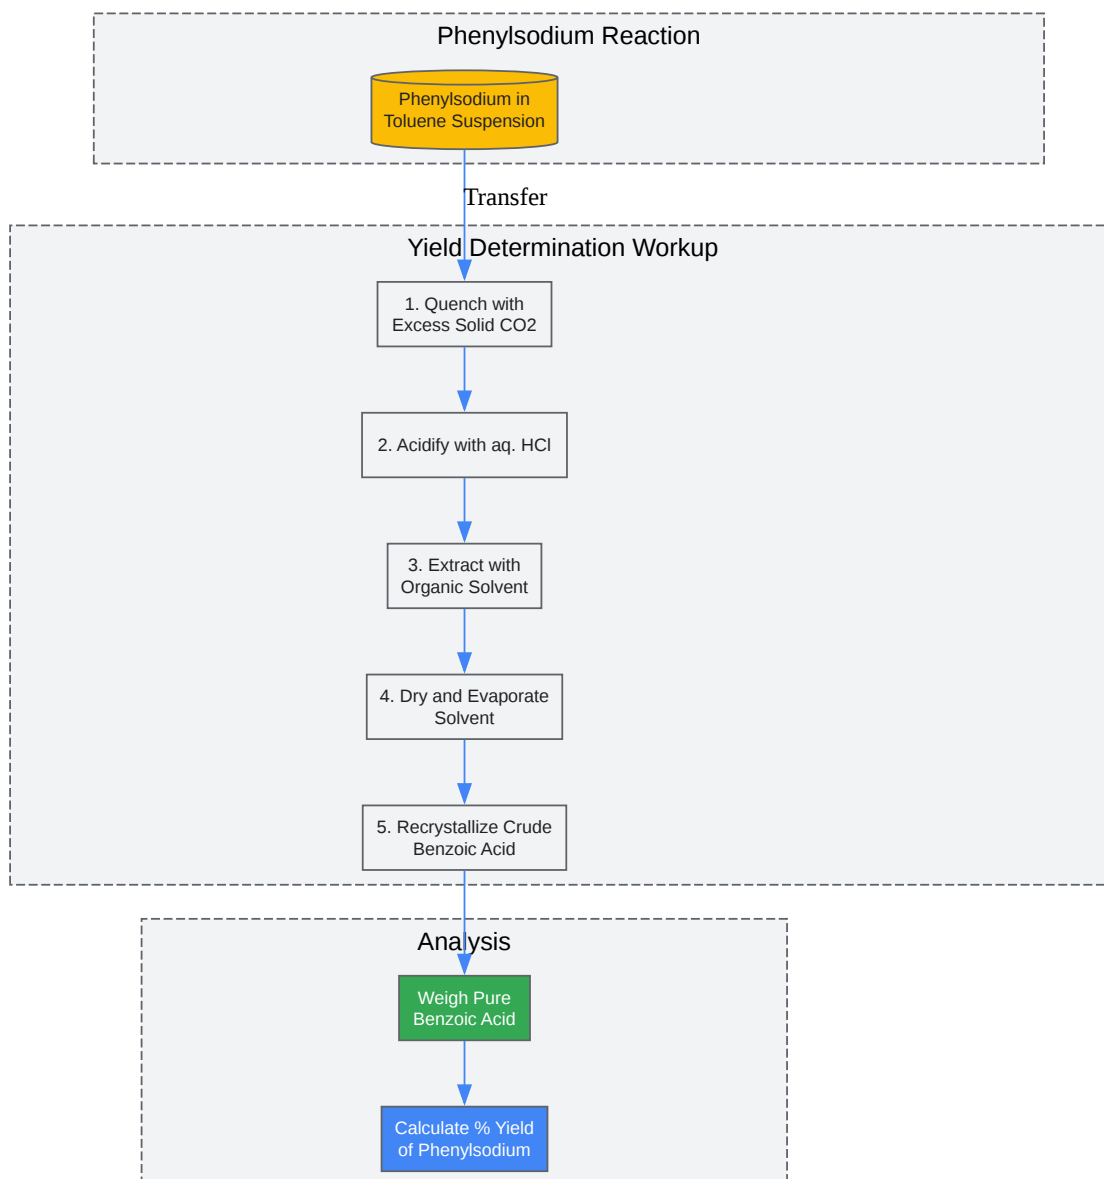 Phenylsodium Reaction
Phenylsodium in
Toluene Suspension
Transfer
Yield Determination Workup
1. Quench with
Excess Solid CO2
2. Acidify with aq. HCl
3. Extract with
Organic Solvent
4. Dry and Evaporate
Solvent
5. Recrystallize Crude
Benzoic Acid
Analysis
Weigh Pure
Benzoic Acid
Calculate % Yield
of Phenylsodium